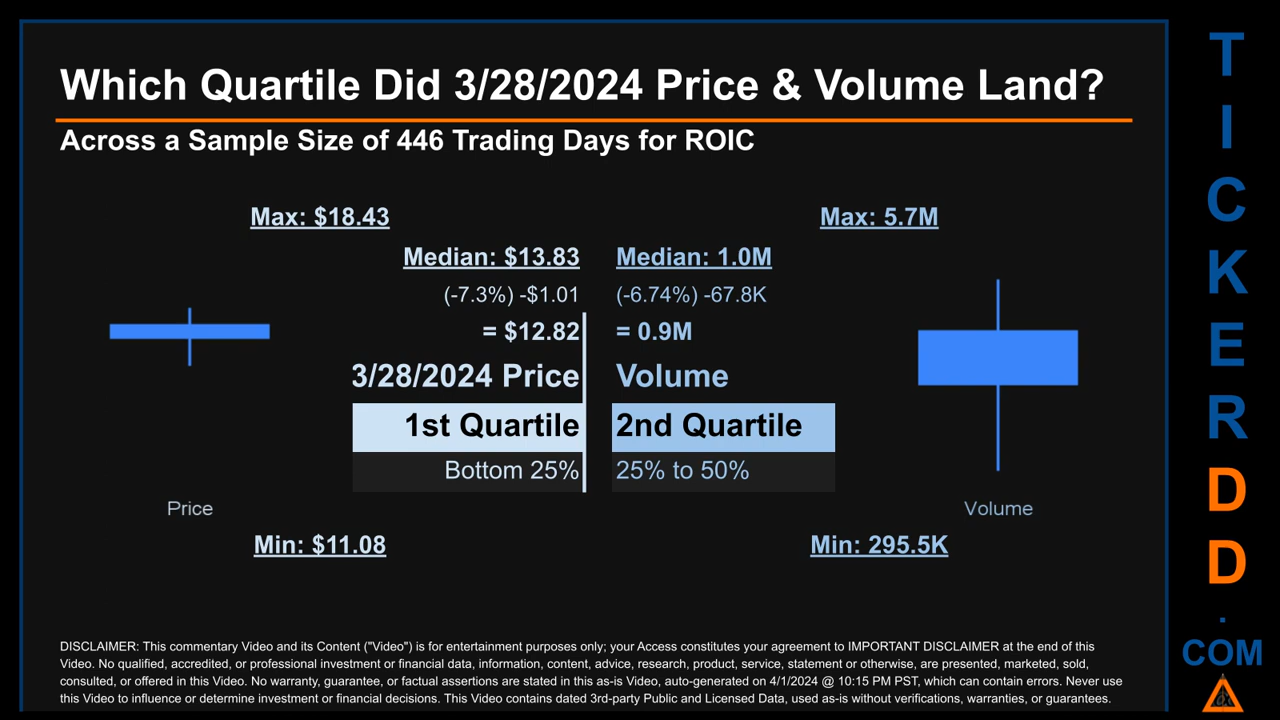 Which Quartile Did 3/28/2024 Price & Volume Land?
Across a Sample Size of 446 Trading Days for ROIC
Max: $18.43
Max: 5.7M
Median: $13.83
Median: 1.0M
(-7.3%) -$1.01
(-6.74%) -67.8K
= $12.82
= 0.9M
3/28/2024 Price
Volume
1st Quartile
2nd Quartile
Bottom 25%
25% to 50%
Price
Volume
Min: $11.08
Min: 295.5K
DISCLAIMER: This commentary Video and its Content ("Video") is for entertainment purposes only; your Access constitutes your agreement to IMPORTANT DISCLAIMER at the end of this
Video. No qualified, accredited, or professional investment or financial data, information, content, advice, research, product, service, statement or otherwise, are presented, marketed, sold,
consulted, or offered in this Video. No warranty, guarantee, or factual assertions are stated in this as-is Video, auto-generated on 4/1/2024 @ 10:15 PM PST, which can contain errors. Never use
this Video to influence or determine investment or financial decisions. This Video contains dated 3rd-party Public and Licensed Data, used as-is without verifications, warranties, or guarantees.
TICKERDD
.
COM